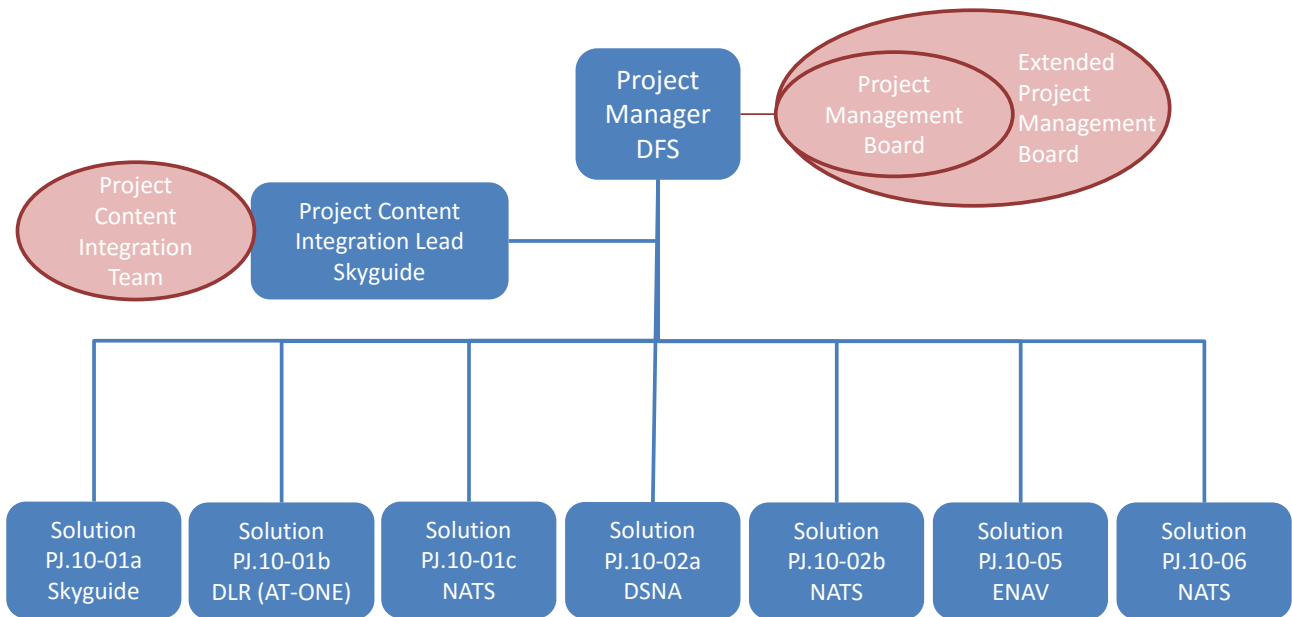 Project
Manager
DFS
Project
Management
Board
Extended
Project
Management
Board
Project
Content
Integration
Team
Project Content
Integration Lead
Skyguide
Solution
PJ.10-01a
Skyguide
Solution
PJ.10-01b
DLR (AT-ONE)
Solution
PJ.10-01c
NATS
Solution
PJ.10-02a
DSNA
Solution
PJ.10-02b
NATS
Solution
PJ.10-05
ENAV
Solution
PJ.10-06
NATS